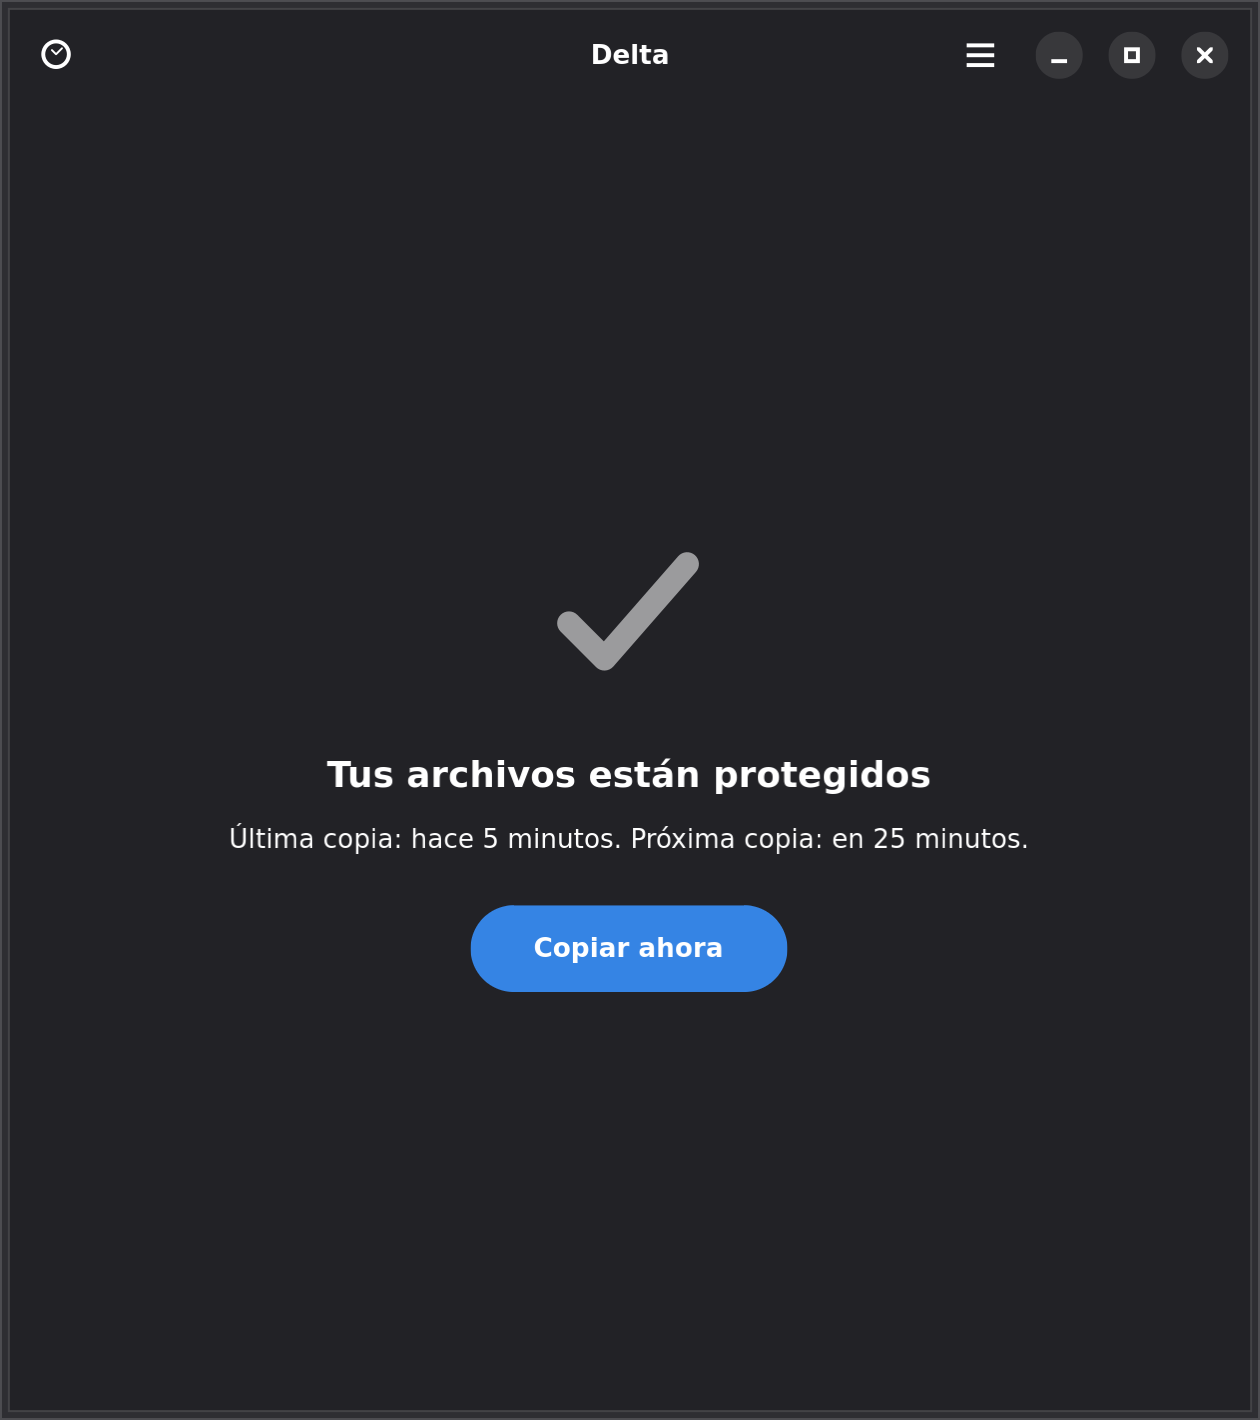 Delta
Tus archivos están protegidos
Última copia: hace 5 minutos. Próxima copia: en 25 minutos.
Copiar ahora